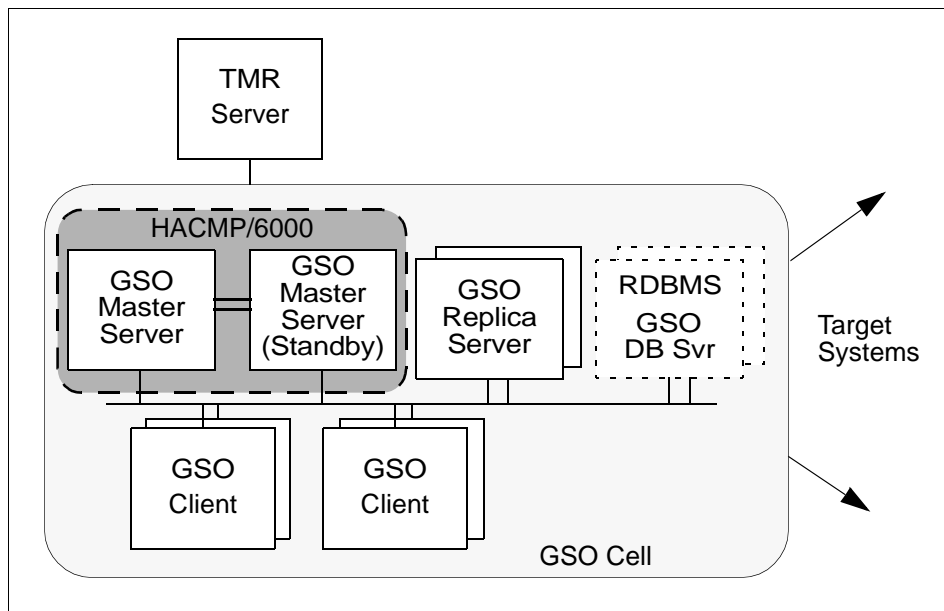 TMR
Server
HACMP/6000
GSO
Master
Server
GSO
Master
Server
(Standby)
GSO
Replica
Server
RDBMS
GSO
DB Svr
Target
Systems
GSO
Client
GSO
Client
GSO Cell